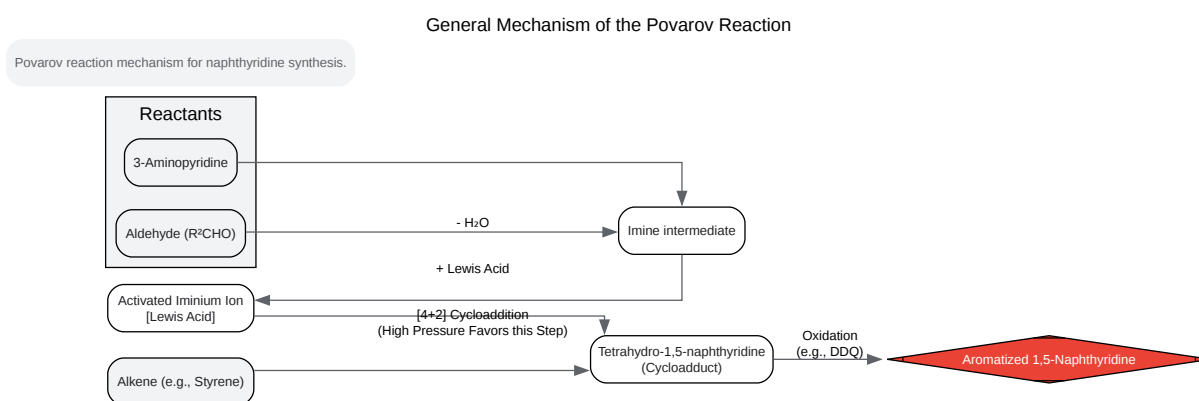 General Mechanism of the Povarov Reaction
Povarov reaction mechanism for naphthyridine synthesis.
Reactants
3-Aminopyridine
Aldehyde (R²CHO)
- H₂O
Imine intermediate
+ Lewis Acid
Activated Iminium Ion
[Lewis Acid]
[4+2] Cycloaddition
(High Pressure Favors this Step)
Alkene (e.g., Styrene)
Tetrahydro-1,5-naphthyridine
(Cycloadduct)
Oxidation
(e.g., DDQ)
Aromatized 1,5-Naphthyridine